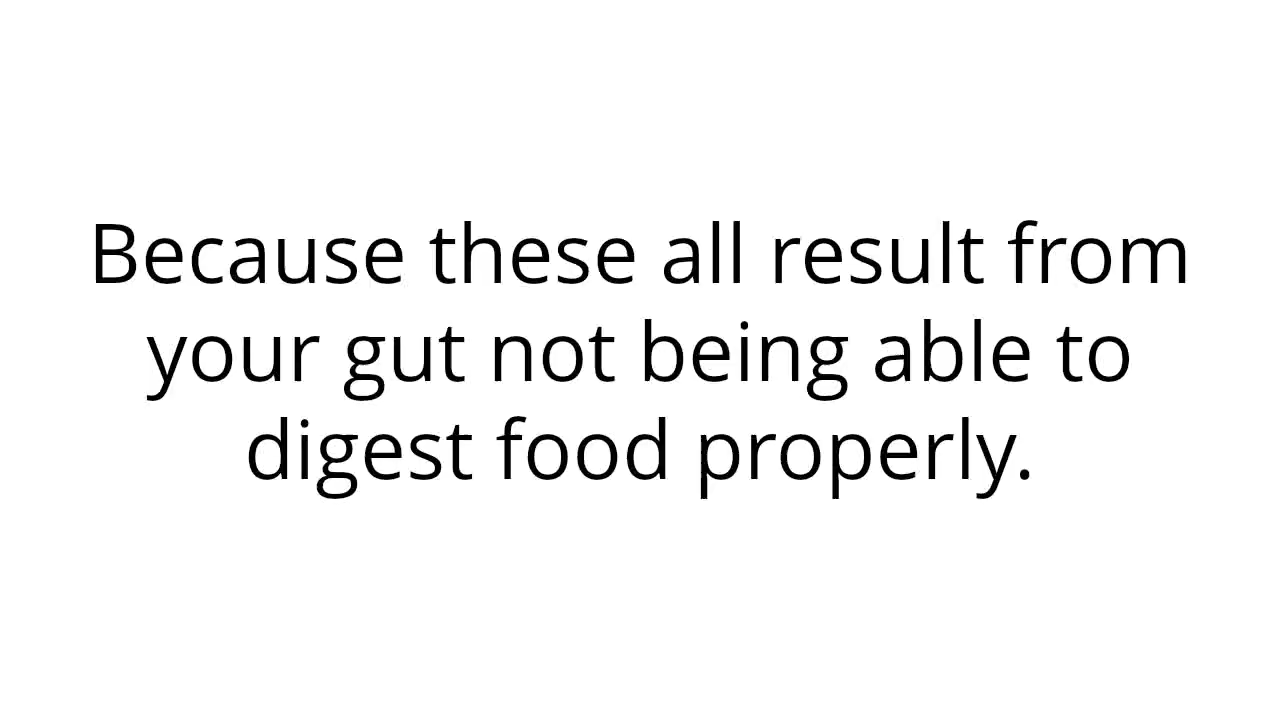 Because these all result from
your gut not being able to
digest food properly.